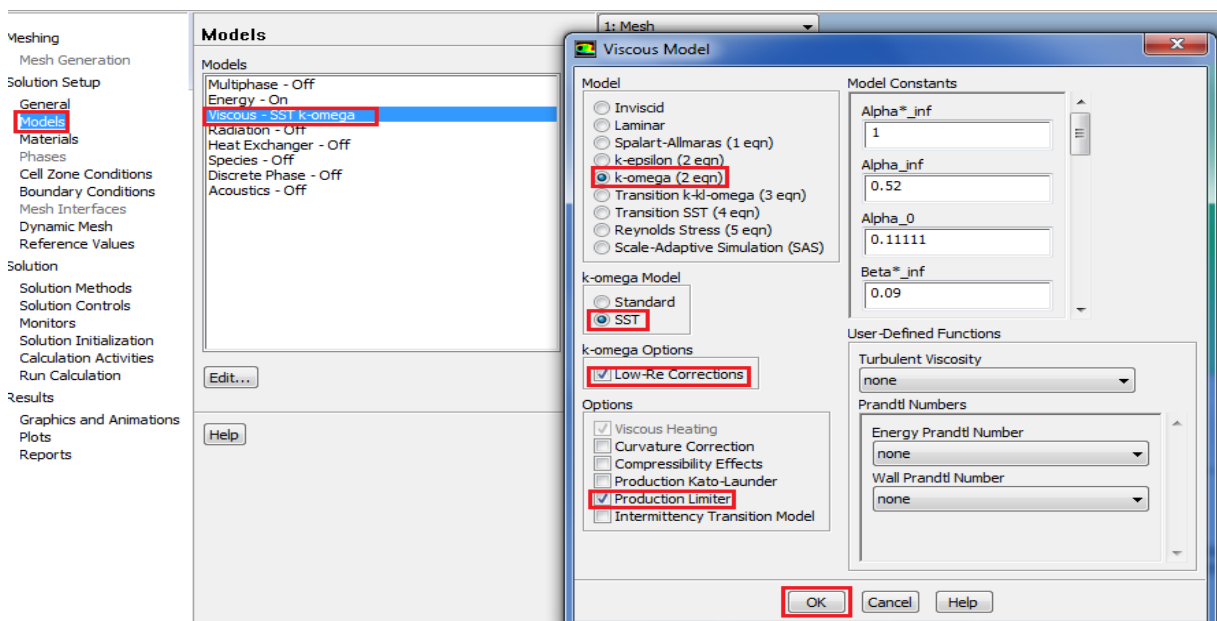 Meshing
Mesh Generation
Solution Setup
General
Models
Materials
Phases
Cell Zone Conditions
Boundary Conditions
Mesh Interfaces
Dynamic Mesh
Reference Values
Solution
Solution Methods
Solution Controls
Monitors
Solution Initialization
Calculation Activities
Run Calculation
Results
Graphics and Animations
Plots
Reports
Models
Models
Multiphase - Off
Energy - On
Viscous - SST k-omega
Radiation - Off
Heat Exchanger - Off
Species - Off
Discrete Phase - Off
Acoustics - Off
Edit...
Help
1: Mesh
Viscous Model
Model
Inviscid
Laminar
Spalart-Allmaras (1 eqn)
k-epsilon (2 eqn)
k-omega (2 eqn)
Transition k-kl-omega (3 eqn)
Transition SST (4 eqn)
Reynolds Stress (5 eqn)
Scale-Adaptive Simulation (SAS)
k-omega Model
Standard
SST
k-omega Options
Low-Re Corrections
Options
Viscous Heating
Curvature Correction
Compressibility Effects
Production Kato-Launder
Production Limiter
Intermittency Transition Model
Model Constants
Alpha*_inf
1
Alpha_inf
0.52
Alpha_0
0.11111
Beta*_inf
0.09
User-Defined Functions
Turbulent Viscosity
none
Prandtl Numbers
Energy Prandtl Number
none
Wall Prandtl Number
none
OK
Cancel
Help